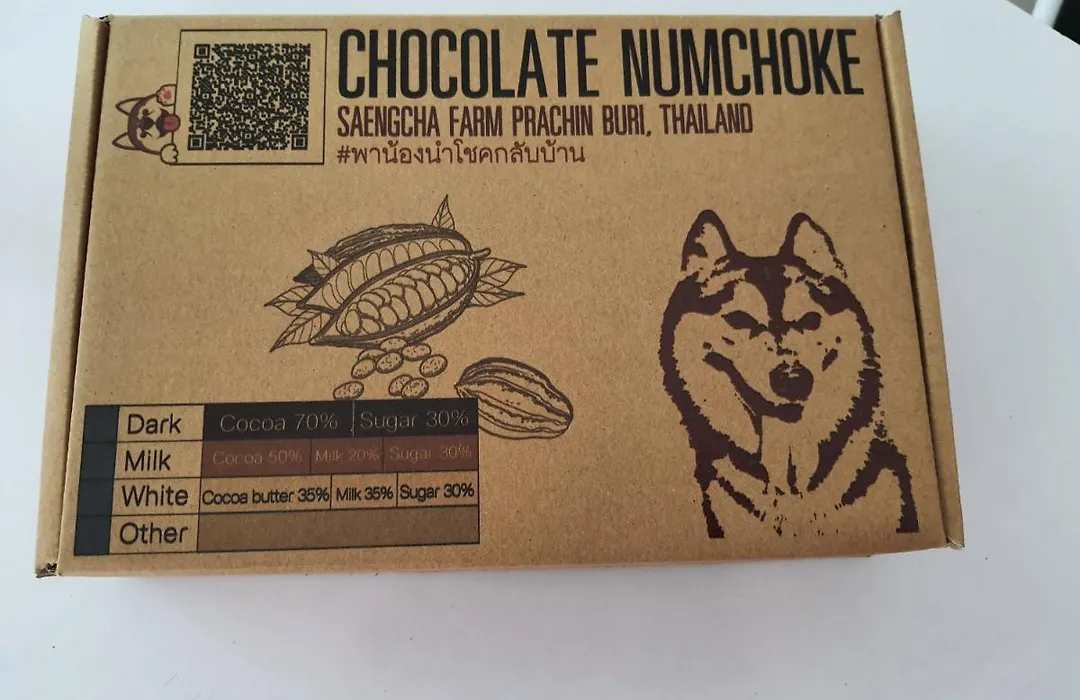 CHOCOLATE NUMCHOKE
SAENGCHA FARM PRACHIN BURI, THAILAND
#พาน้องนำโชคกลับบ้าน
Dark Cocoa 70% Sugar 30%
Milk Cocoa 50% Milk 20% Sugar 30%
White Cocoa butter 35% Milk 35% Sugar 30%
Other